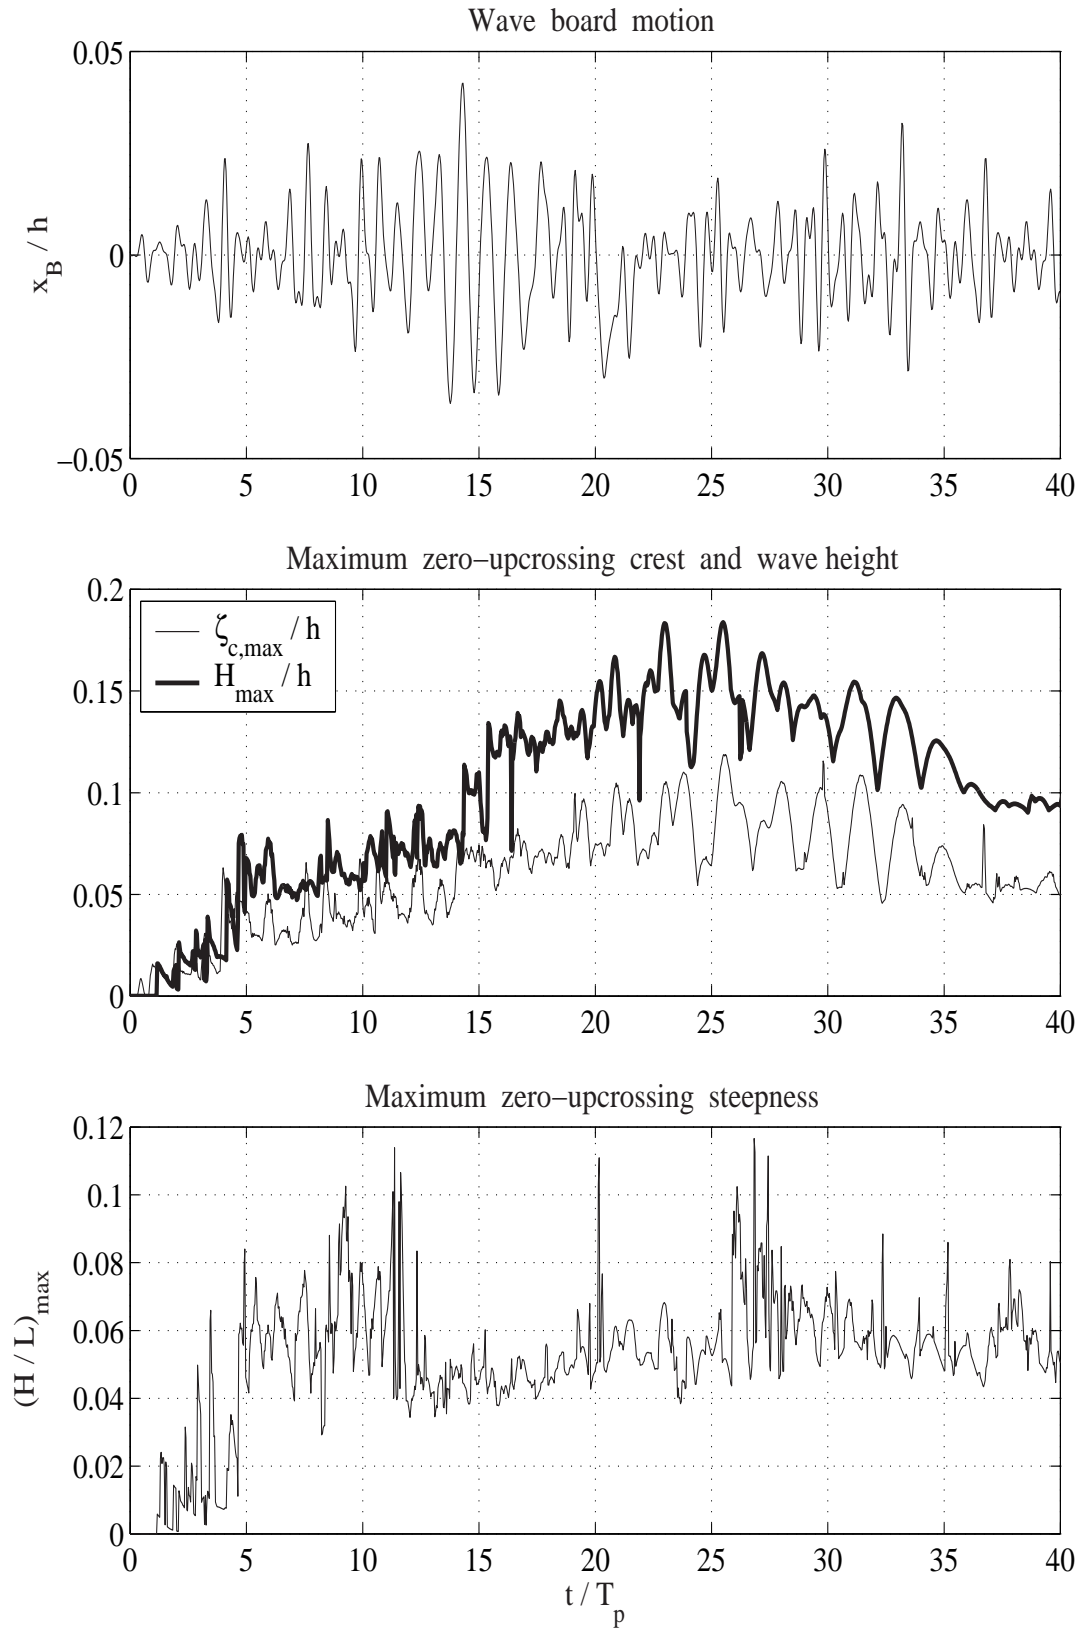 Wave board motion
0.05
0
−0.05
x_B / h
0 5 10 15 20 25 30 35 40
Maximum zero−upcrossing crest and wave height
0.2
0.15
0.1
0.05
0
ζ_c,max / h
H_max / h
0 5 10 15 20 25 30 35 40
Maximum zero−upcrossing steepness
0.12
0.1
0.08
0.06
0.04
0.02
0
(H / L)_max
0 5 10 15 20 25 30 35 40
t / T_p